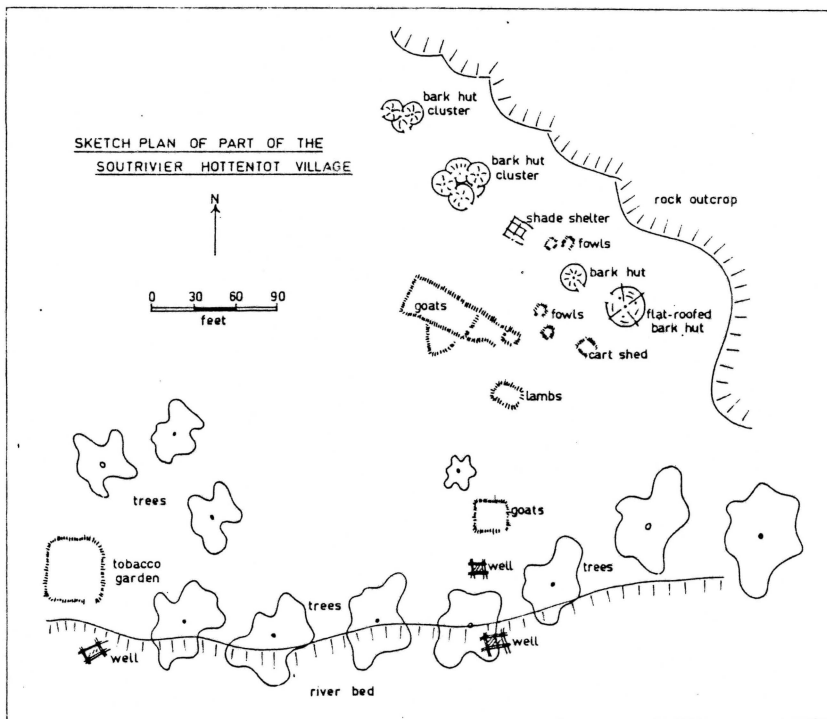 SKETCH PLAN OF PART OF THE
SOUTRIVIER HOTTENTOT VILLAGE
N
0 30 60 90
feet
bark hut
cluster
bark hut
cluster
rock outcrop
shade shelter
fowls
bark hut
goats
fowls
flat-roofed
bark hut
cart shed
lambs
trees
goats
tobacco
garden
well
trees
trees
well
well
river bed